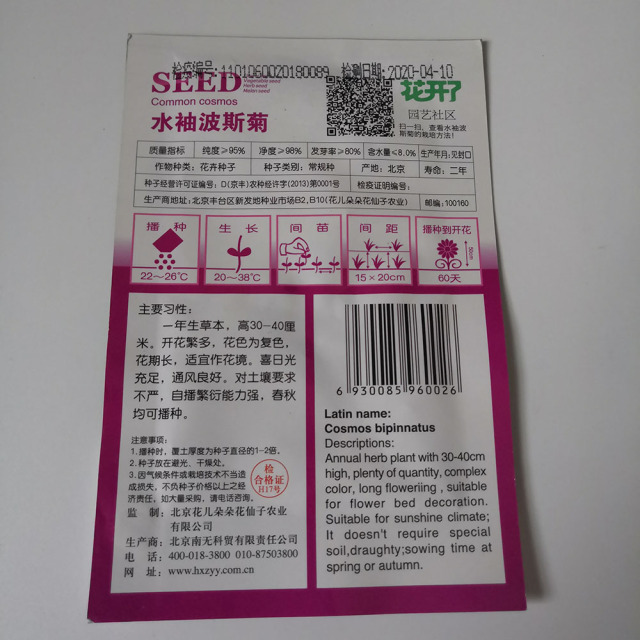 检疫编号:1101060020180089 检测日期:2020-04-10
SEED
Vegetable seed
Herb seed
Melon seed
花开了
Common cosmos
园艺社区
水袖波斯菊
扫一扫，查看水袖波
斯菊的栽培方法!
质量指标 纯度≥95% 净度≥98% 发芽率≥80% 含水量≤8.0% 生产年月:见封口
作物种类: 花卉种子 种子类别: 常规种 产地: 北京 寿命: 二年
种子经营许可证编号: D(京丰)农种经许字(2013)第0001号 检疫证明编号:
生产商地址: 北京丰台区新发地种业市场B2,B10(花儿朵朵花仙子农业) 邮编: 100160
播种 生长 间苗 间距 播种到开花
50cm
22～26℃ 20～38℃ 15×20cm 60天
主要习性:
一年生草本，高30-40厘
米。开花繁多，花色为复色，
花期长，适宜作花境。喜日光
充足，通风良好。对土壤要求
不严，自播繁衍能力强，春秋
均可播种。
注意事项:
1.播种时，覆土厚度为种子直径的1-2倍。
2.种子放在避光、干燥处。
3.因气候条件或栽培技术不当造
成损失，不负种子价格以上之经
济责任。如大量采购，请电话咨询。
检
合格证
H17号
监 制: 北京花儿朵朵花仙子农业
有限公司
生产商: 北京南无科贸有限责任公司
电 话: 400-018-3800 010-87503800
网 址: www.hxzyy.com.cn
6 930085 960026
Latin name:
Cosmos bipinnatus
Descriptions:
Annual herb plant with 30-40cm
high, plenty of quantity, complex
color, long floweriing , suitable
for flower bed decoration.
Suitable for sunshine climate;
It doesn't require special
soil,draughty;sowing time at
spring or autumn.